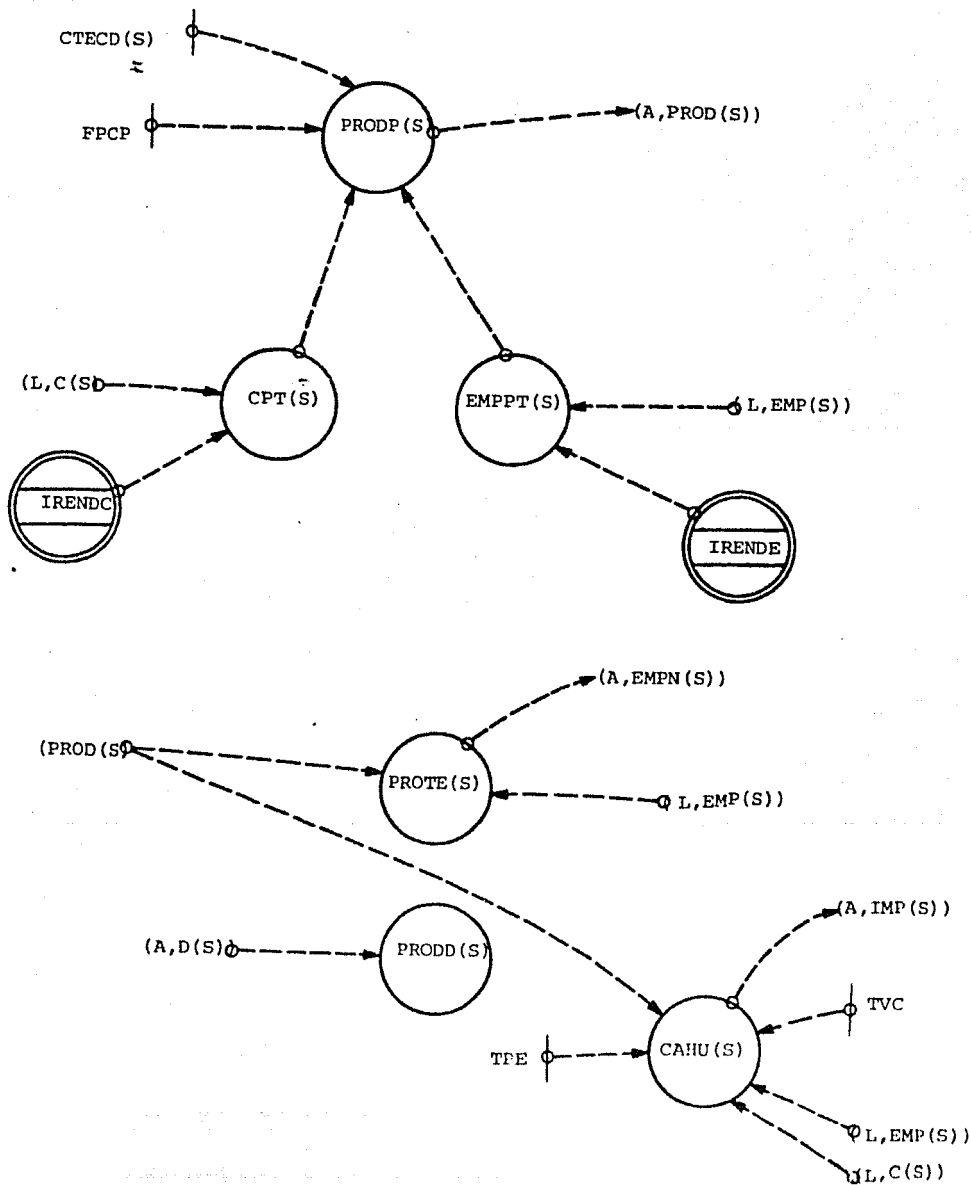 CTECD(S)
FPCP
PRODP(S
(A,PROD(S))
(L,C(S)
CPT(S)
EMPPT(S)
L,EMP(S))
IRENDC
IRENDE
(A,EMPN(S))
(PROD(S)
PROTE(S)
L,EMP(S))
(A,D(S)
PRODD(S)
(A,IMP(S))
TVC
TPE
CAHU(S)
L,EMP(S))
(L,C(S))